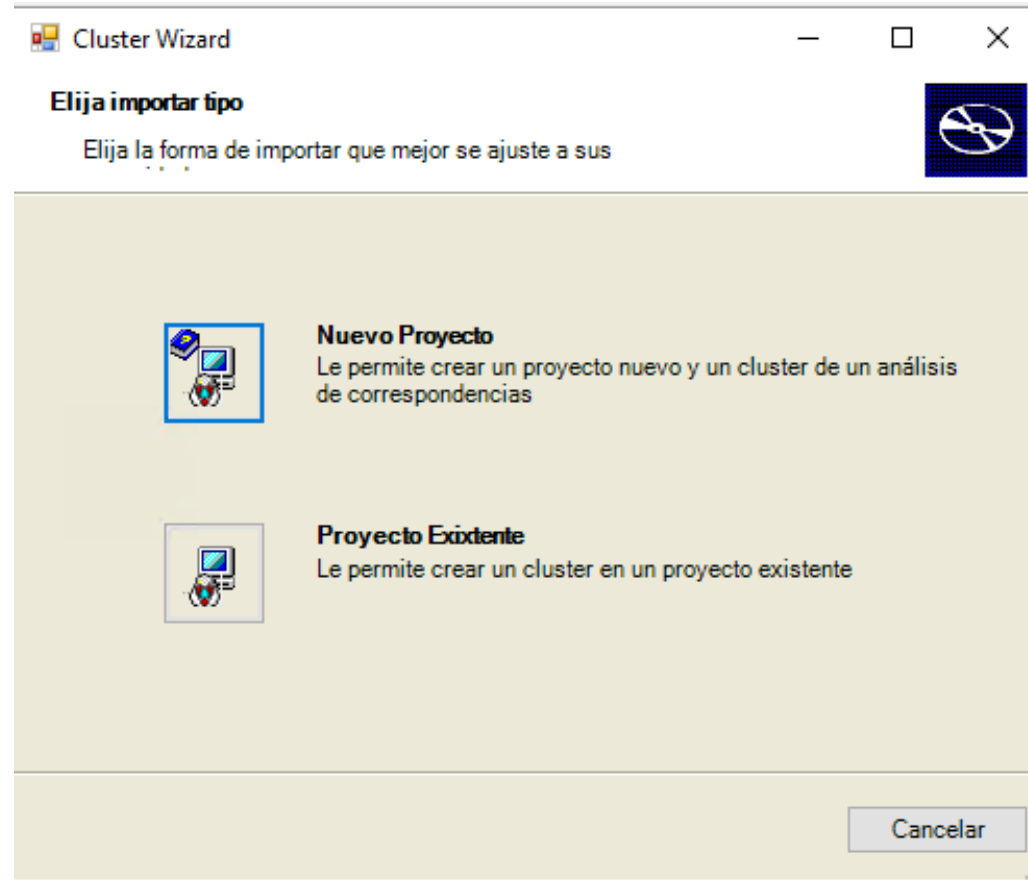 Cluster Wizard
Elija importar tipo
Elija la forma de importar que mejor se ajuste a sus
Nuevo Proyecto
Le permite crear un proyecto nuevo y un cluster de un análisis
de correspondencias
Proyecto Exixtente
Le permite crear un cluster en un proyecto existente
Cancelar